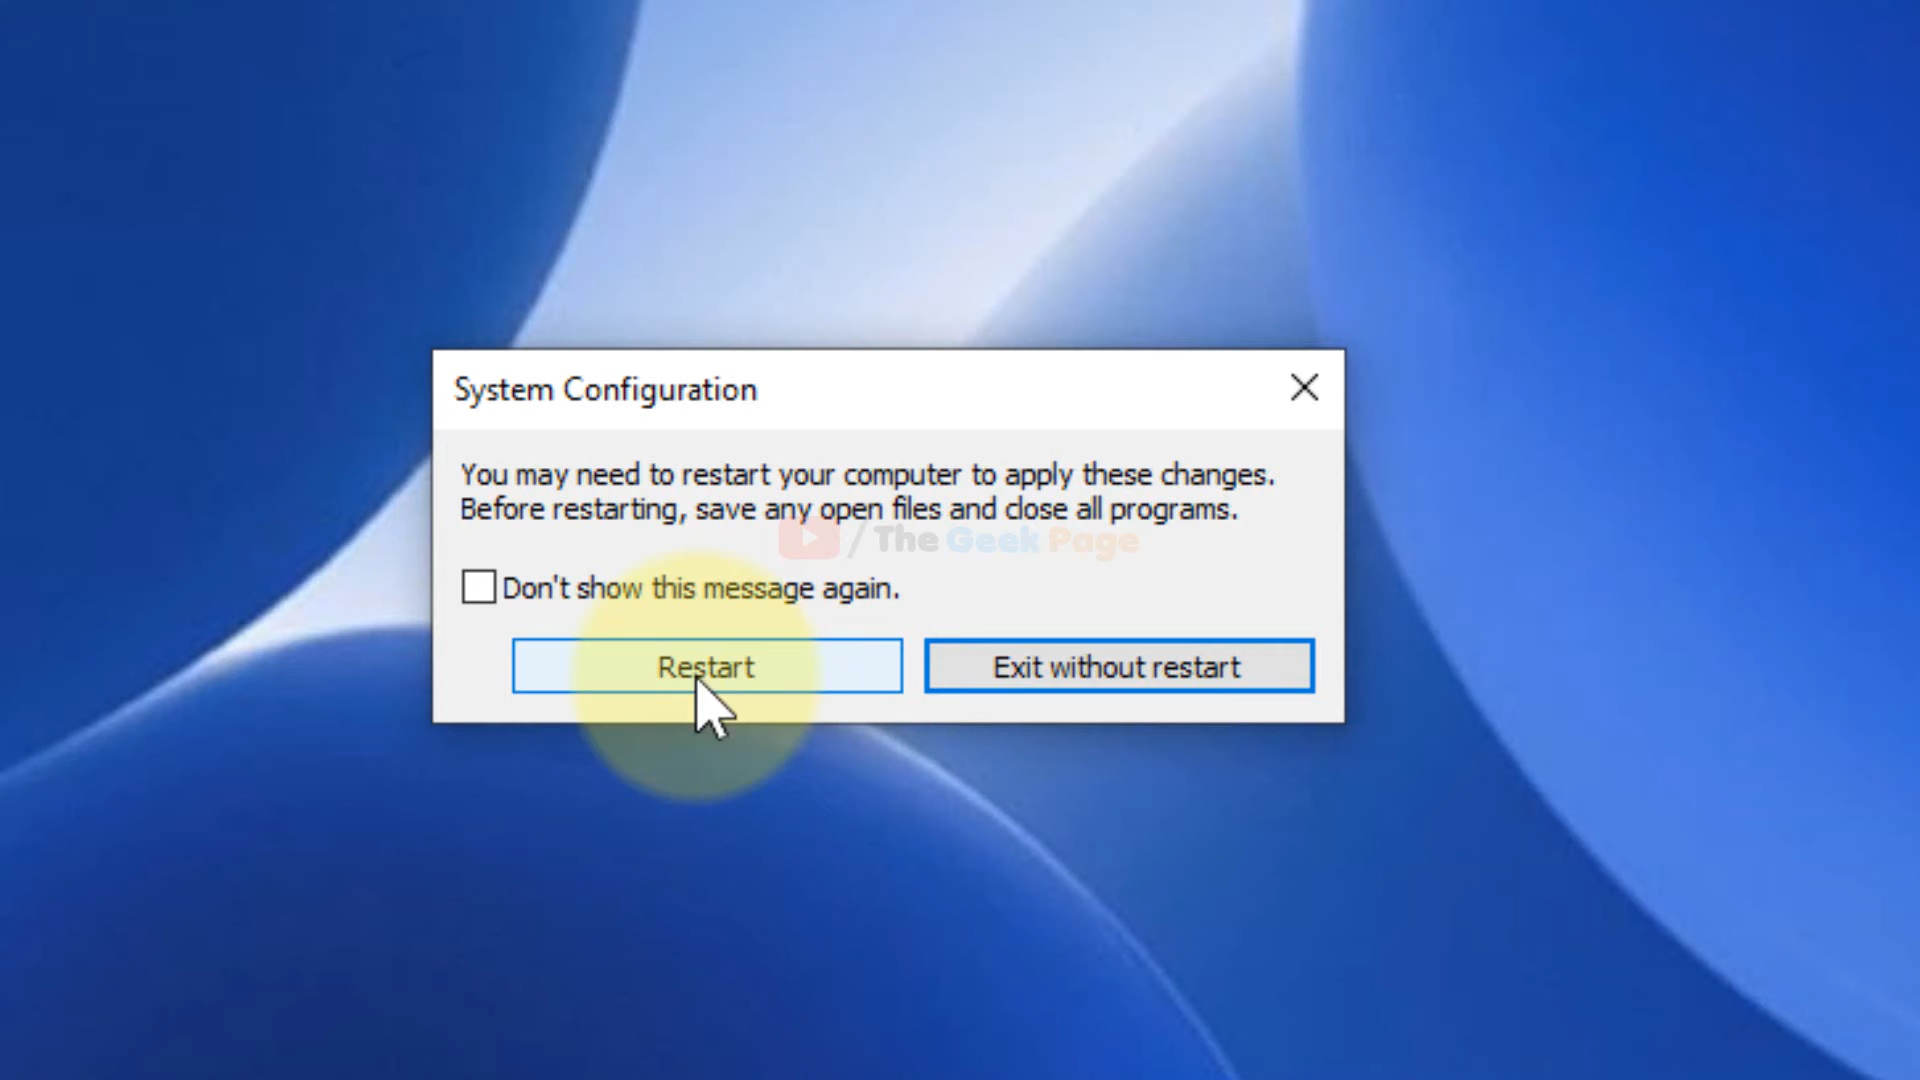 System Configuration
You may need to restart your computer to apply these changes.
Before restarting, save any open files and close all programs.
/The Geek Page
Don't show this message again.
Restart
Exit without restart